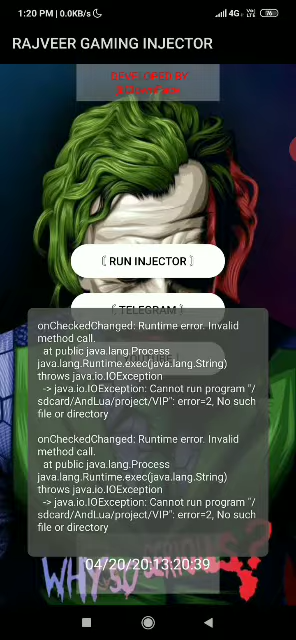 1:20 PM | 0.0KB/s
4G
VoLTE
76
RAJVEER GAMING INJECTOR
DEVELOPED BY
〖 RUN INJECTOR 〗
〖 TELEGRAM 〗
onCheckedChanged: Runtime error. Invalid
method call.
at public java.lang.Process
java.lang.Runtime.exec(java.lang.String)
throws java.io.IOException
-> java.io.IOException: Cannot run program "/
sdcard/AndLua/project/VIP": error=2, No such
file or directory
onCheckedChanged: Runtime error. Invalid
method call.
at public java.lang.Process
java.lang.Runtime.exec(java.lang.String)
throws java.io.IOException
-> java.io.IOException: Cannot run program "/
sdcard/AndLua/project/VIP": error=2, No such
file or directory
04/20/20:13:20:39
WHY SO SERIOUS ?